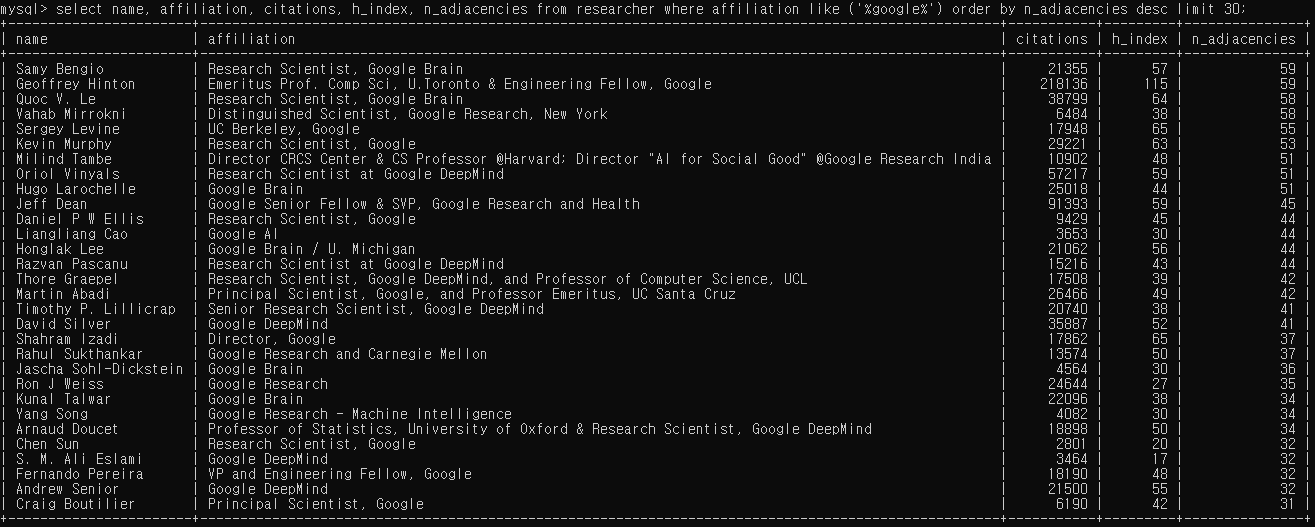 mysql> select name, affiliation, citations, h_index, n_adjacencies from researcher where affiliation like ('%google%') order by n_adjacencies desc limit 30;
| name | affiliation | citations | h_index | n_adjacencies |
| Samy Bengio | Research Scientist, Google Brain | 21355 | 57 | 59 |
| Geoffrey Hinton | Emeritus Prof. Comp Sci, U.Toronto & Engineering Fellow, Google | 218136 | 115 | 59 |
| Quoc V. Le | Research Scientist, Google Brain | 38799 | 64 | 58 |
| Vahab Mirrokni | Distinguished Scientist, Google Research, New York | 6484 | 38 | 58 |
| Sergey Levine | UC Berkeley, Google | 17948 | 65 | 55 |
| Kevin Murphy | Research Scientist, Google | 29221 | 63 | 53 |
| Milind Tambe | Director CRCS Center & CS Professor @Harvard; Director "AI for Social Good" @Google Research India | 10902 | 48 | 51 |
| Oriol Vinyals | Research Scientist at Google DeepMind | 57217 | 59 | 51 |
| Hugo Larochelle | Google Brain | 25018 | 44 | 51 |
| Jeff Dean | Google Senior Fellow & SVP, Google Research and Health | 91393 | 59 | 45 |
| Daniel P W Ellis | Research Scientist, Google | 9429 | 45 | 44 |
| Liangliang Cao | Google AI | 3653 | 30 | 44 |
| Honglak Lee | Google Brain / U. Michigan | 21062 | 56 | 44 |
| Razvan Pascanu | Research Scientist at Google DeepMind | 15216 | 43 | 44 |
| Thore Graepel | Research Scientist, Google DeepMind, and Professor of Computer Science, UCL | 17508 | 39 | 42 |
| Martin Abadi | Principal Scientist, Google, and Professor Emeritus, UC Santa Cruz | 26466 | 49 | 42 |
| Timothy P. Lillicrap | Senior Research Scientist, Google DeepMind | 20740 | 38 | 41 |
| David Silver | Google DeepMind | 35887 | 52 | 41 |
| Shahram Izadi | Director, Google | 17862 | 65 | 37 |
| Rahul Sukthankar | Google Research and Carnegie Mellon | 13574 | 50 | 37 |
| Jascha Sohl-Dickstein | Google Brain | 4564 | 30 | 36 |
| Ron J Weiss | Google Research | 24644 | 27 | 35 |
| Kunal Talwar | Google Brain | 22096 | 38 | 34 |
| Yang Song | Google Research - Machine Intelligence | 4082 | 30 | 34 |
| Arnaud Doucet | Professor of Statistics, University of Oxford & Research Scientist, Google DeepMind | 18898 | 50 | 34 |
| Chen Sun | Research Scientist, Google | 2801 | 20 | 32 |
| S. M. Ali Eslami | Google DeepMind | 3464 | 17 | 32 |
| Fernando Pereira | VP and Engineering Fellow, Google | 18190 | 48 | 32 |
| Andrew Senior | Google DeepMind | 21500 | 55 | 32 |
| Craig Boutilier | Principal Scientist, Google | 6190 | 42 | 31 |